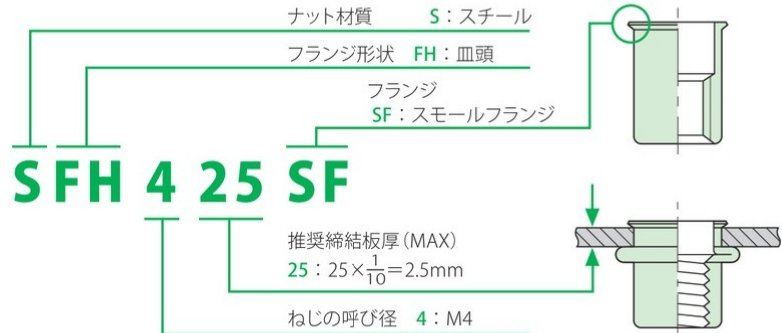 ナット材質 S：スチール
フランジ形状 FH：皿頭
フランジ
SF：スモールフランジ
SFH 4 25 SF
推奨締結板厚（MAX）
25：25×1/10＝2.5mm
ねじの呼び径 4：M4